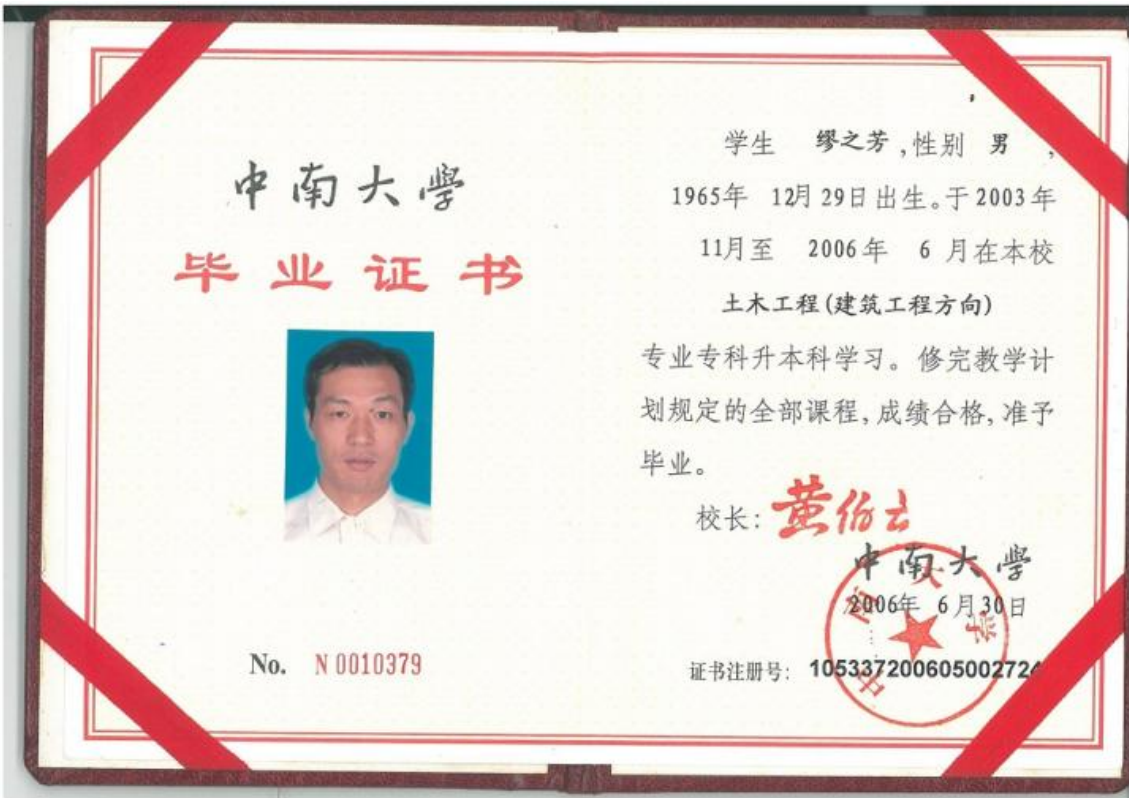 中南大學
毕业证书
No. N 0010379
学生 缪之芳,性别 男,
1965年 12月29日出生。于2003年
11月至 2006年 6 月在本校
土木工程(建筑工程方向)
专业专科升本科学习。修完教学计
划规定的全部课程,成绩合格,准予
毕业。
校长: 黄伯云
中南大學
2006年 6月30日
中南大学
证书注册号: 105337200605002724